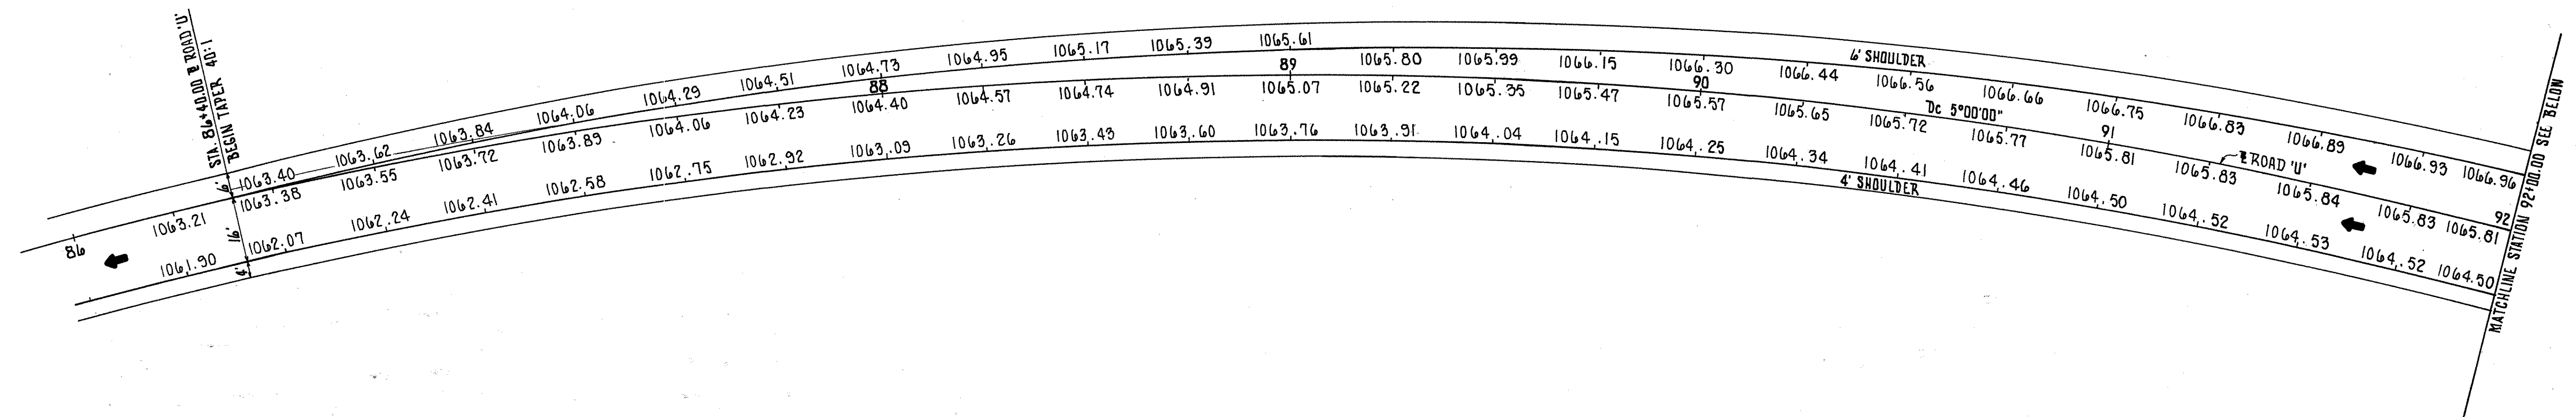 STA. 86+40.00 ℄ ROAD 'U'
BEGIN TAPER 40:1
1063.40 1063.62 1063.84 1064.06 1064.29 1064.51 1064.73 1064.95 1065.17 1065.39 1065.61
6' SHOULDER
88 89 1065.80 1065.99 1066.15 1066.30 1066.44 1066.56 1066.66 1066.75 1066.83 1066.89 1066.93 1066.96
90 Dc 5°00'00" 91 ℄ ROAD 'U' 92
86 1063.21 1063.38 1063.55 1063.72 1063.89 1064.06 1064.23 1064.40 1064.57 1064.74 1064.91 1065.07 1065.22 1065.35 1065.47 1065.57 1065.65 1065.72 1065.77 1065.81 1065.83 1065.84 1065.83 1065.81
6'
16'
4'
1061.90 1062.07 1062.24 1062.41 1062.58 1062.75 1062.92 1063.09 1063.26 1063.43 1063.60 1063.76 1063.91 1064.04 1064.15 1064.25 1064.34 1064.41 1064.46 1064.50 1064.52 1064.53 1064.52 1064.50
4' SHOULDER
MATCHLINE STATION 92+00.00 SEE BELOW